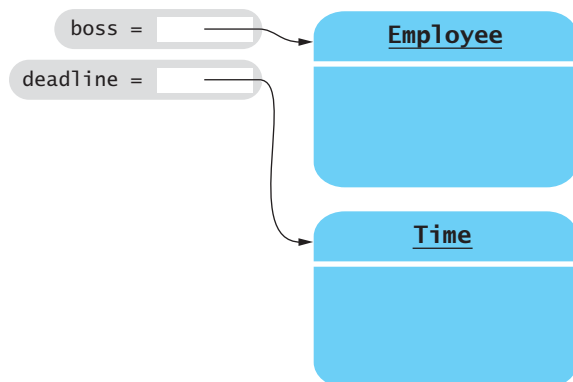 boss =
Employee
deadline =
Time